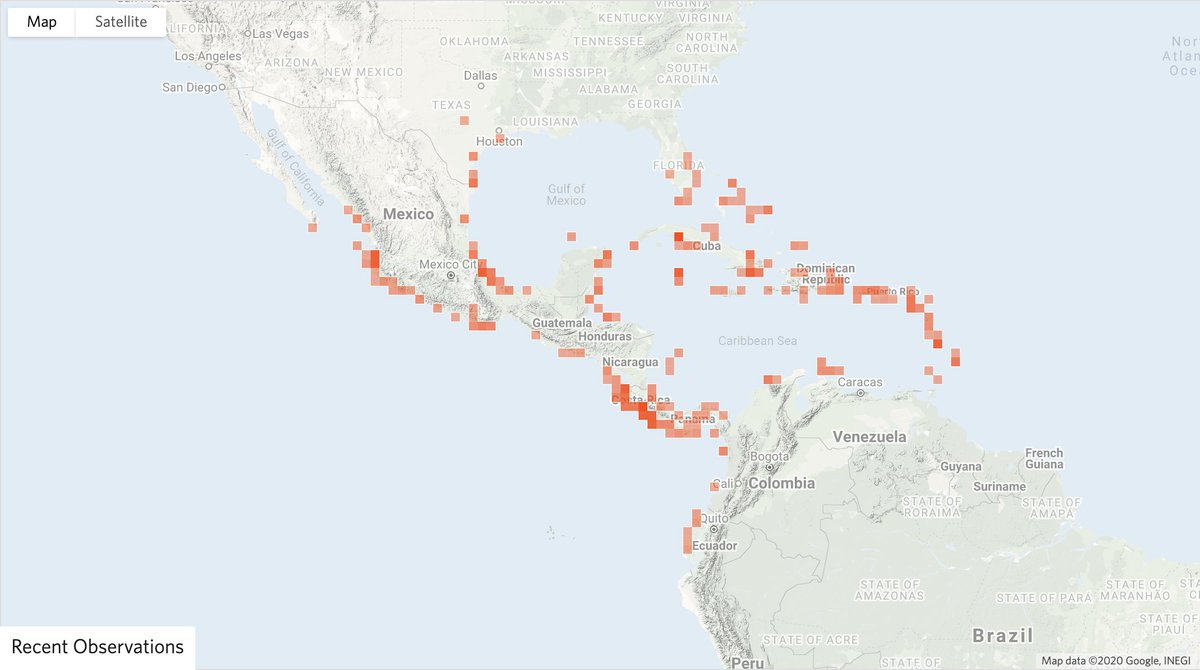 Map
Satellite
VIRGINIA
KENTUCKY
VIRGINIA
CALIFORNIA
Las Vegas
OKLAHOMA
TENNESSEE
NORTH
CAROLINA
Los Angeles
ARIZONA
NEW MEXICO
ARKANSAS
MISSISSIPPI
SOUTH
CAROLINA
San Diego
Dallas
ALABAMA
TEXAS
GEORGIA
LOUISIANA
Houston
Gulf of California
FLORIDA
Gulf of
Mexico
Mexico
Cuba
Mexico City
Dominican
Republic
Puerto Rico
Guatemala
Honduras
Caribbean Sea
Nicaragua
Caracas
Costa Rica
Panama
Venezuela
Bogota
Guyana
French
Guiana
Cali
Colombia
Suriname
STATE OF
RORAIMA
STATE OF
AMAPÁ
Quito
Ecuador
STATE OF
AMAZONAS
STATE OF PARÁ
STATE OF
MARANHÃO
STATE OF
PIAUÍ
STATE OF ACRE
Brazil
Peru
Recent Observations
Map data ©2020 Google, INEGI